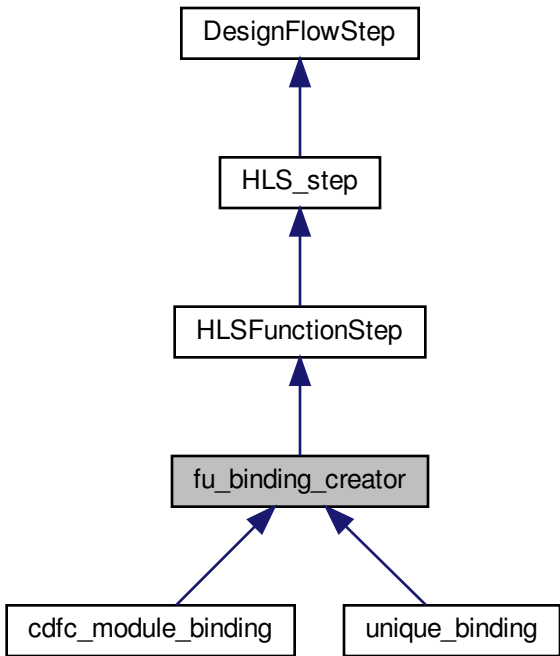 DesignFlowStep
HLS_step
HLSFunctionStep
fu_binding_creator
cdfc_module_binding
unique_binding